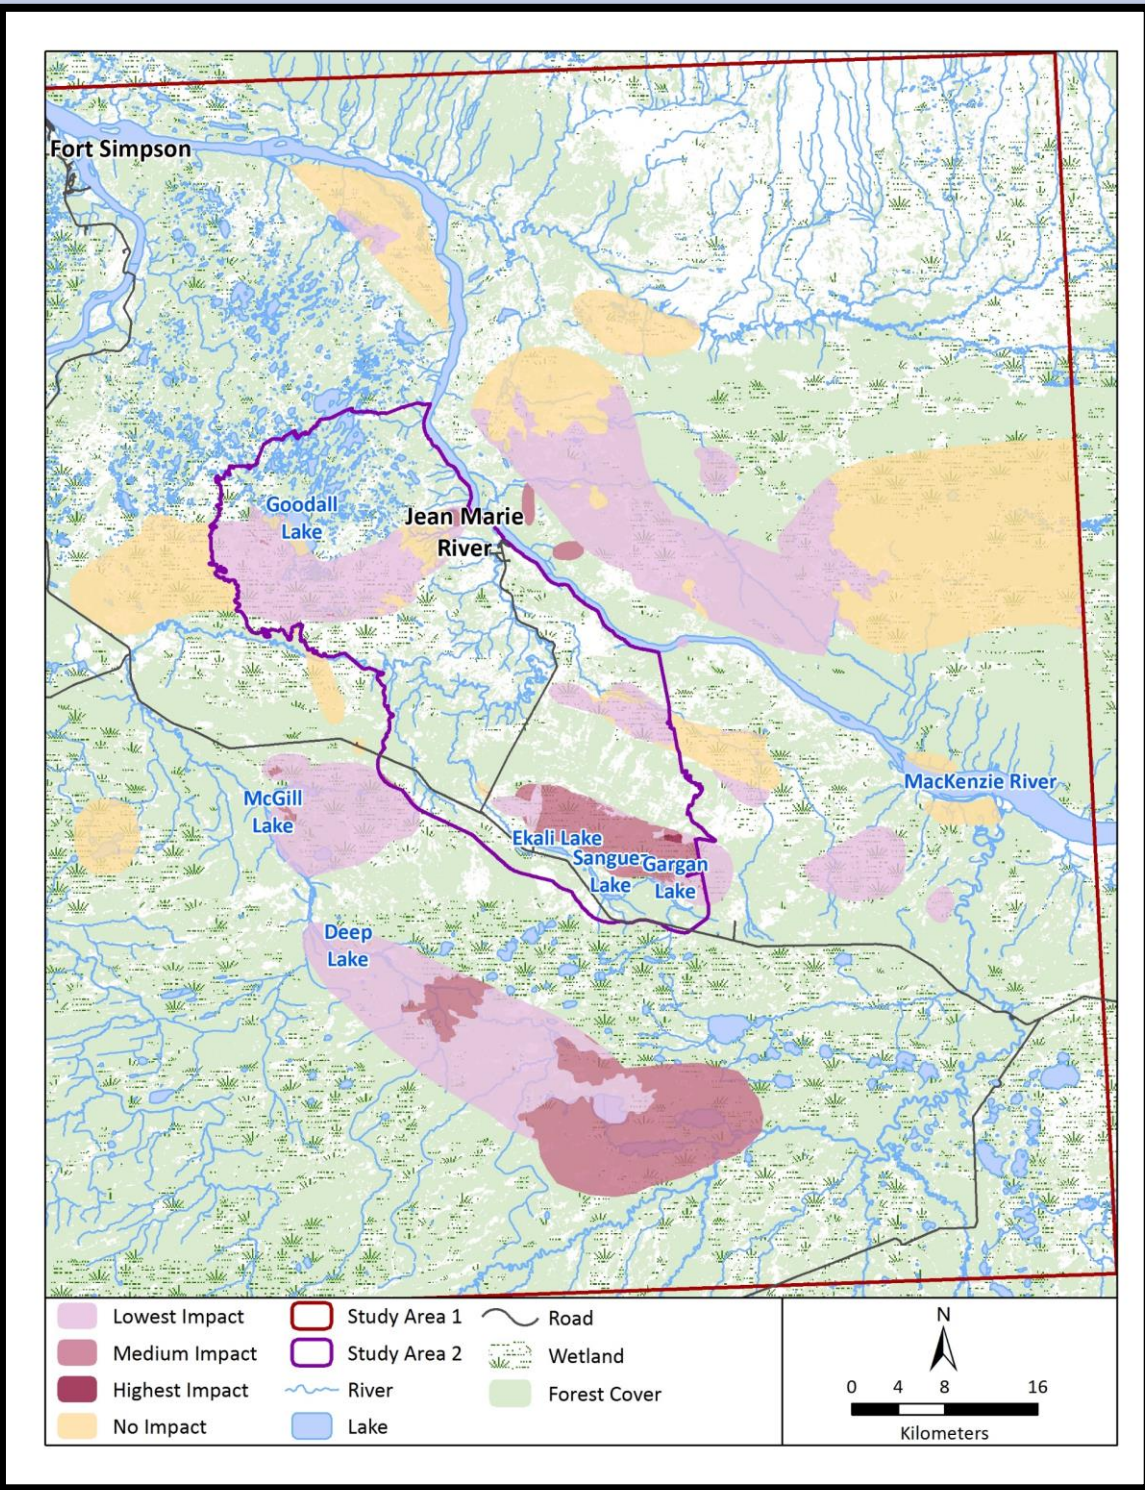 Fort Simpson
Goodall
Lake
Jean Marie
River
MacKenzie River
McGill
Lake
Ekali Lake
Sangue
Lake
Gargan
Lake
Deep
Lake
Lowest Impact
Medium Impact
Highest Impact
No Impact
Study Area 1
Study Area 2
River
Lake
Road
Wetland
Forest Cover
N
0 4 8 16
Kilometers